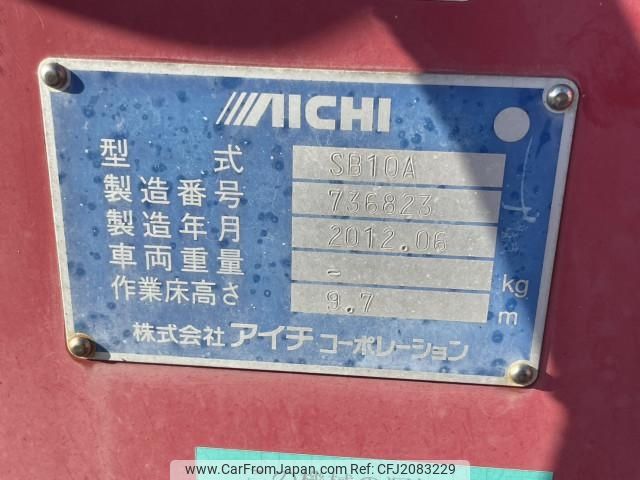 AICHI
型式 SB10A
製造番号 736823
製造年月 2012.06
車両重量 - kg
作業床高さ 9.7 m
株式会社 アイチ コーポレーション
www.CarFromJapan.com ID:CFJ2083229